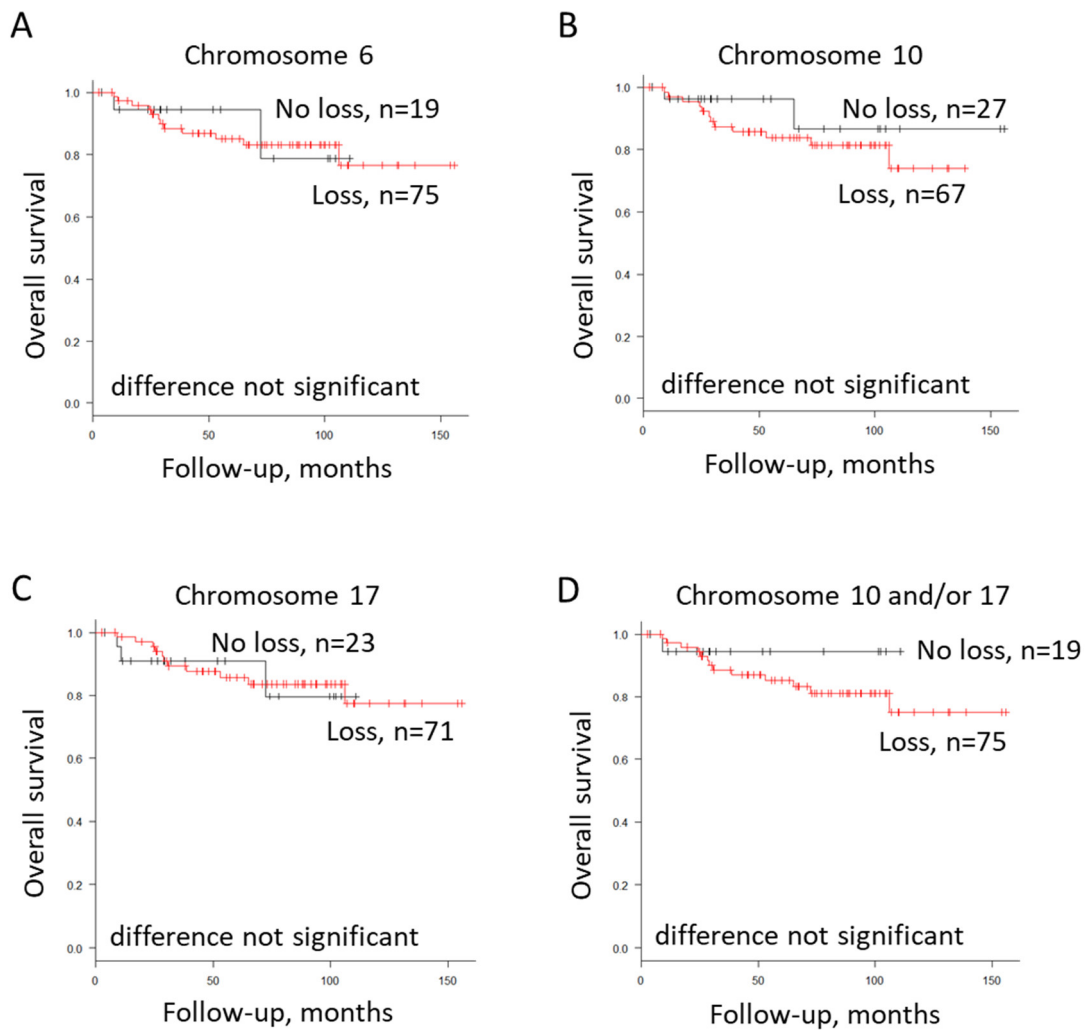 A
Chromosome 6
Overall survival
1.0
0.8
0.6
0.4
0.2
0.0
No loss, n=19
Loss, n=75
difference not significant
0 50 100 150
Follow-up, months
B
Chromosome 10
Overall survival
1.0
0.8
0.6
0.4
0.2
0.0
No loss, n=27
Loss, n=67
difference not significant
0 50 100 150
Follow-up, months
C
Chromosome 17
Overall survival
1.0
0.8
0.6
0.4
0.2
0.0
No loss, n=23
Loss, n=71
difference not significant
0 50 100 150
Follow-up, months
D
Chromosome 10 and/or 17
Overall survival
1.0
0.8
0.6
0.4
0.2
0.0
No loss, n=19
Loss, n=75
difference not significant
0 50 100 150
Follow-up, months